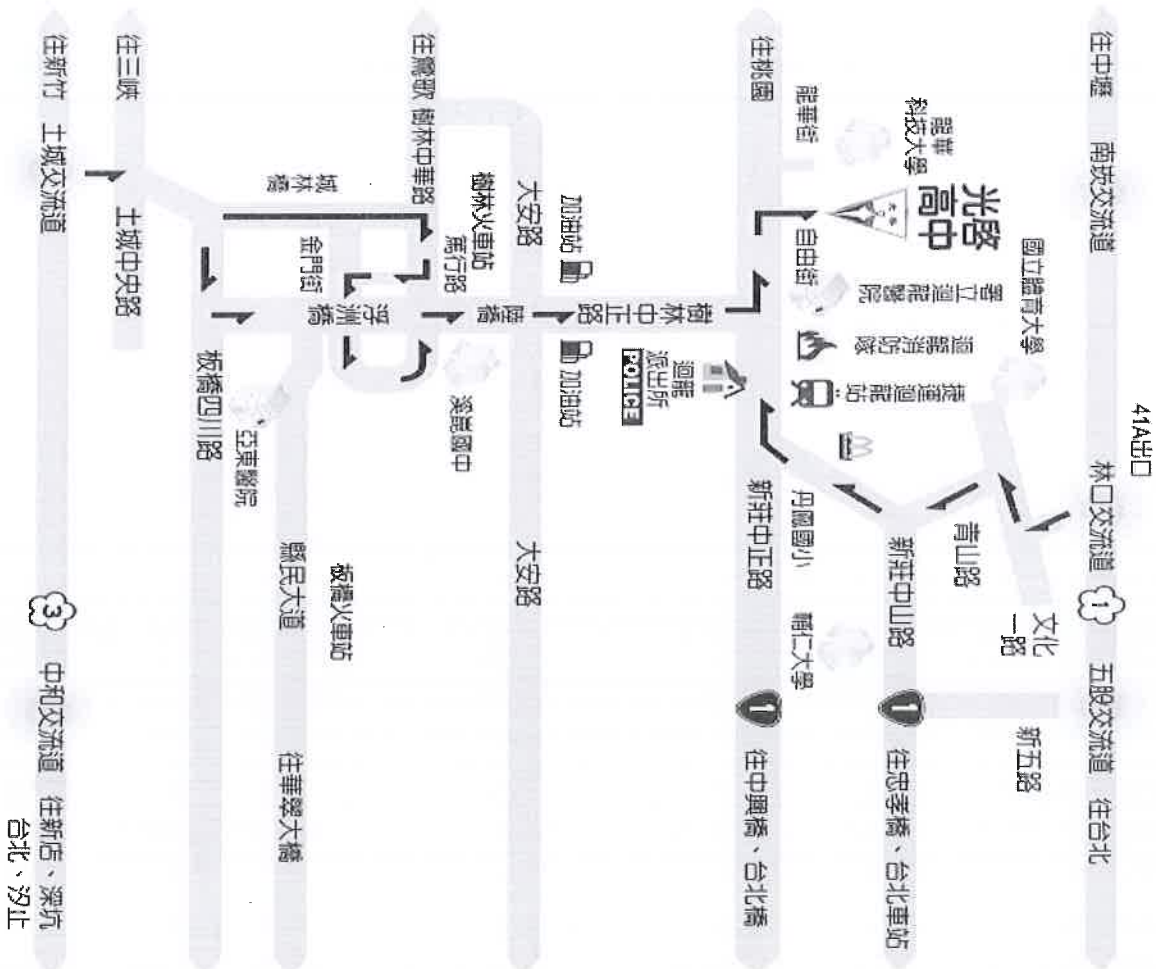 41A出口
往中壢
南崁交流道
林口交流道
1
五股交流道
往台北
國立體育大學
文化
一路
新五路
青山路
龍華
科技大學
光啓
高中
署立迴龍醫院
迴龍消防隊
捷運迴龍站
新莊中山路
1
往忠孝橋、台北車站
龍華街
自由街
丹鳳國小
輔仁大學
往桃園
新莊中正路
1
往中興橋、台北橋
樹林中正路
迴龍
派出所
POLICE
加油站
加油站
大安路
陸橋
大安路
樹林火車站
篤行路
溪崑國中
往鶯歌
樹林中華路
浮洲橋
城林橋
金門街
板橋火車站
縣民大道
往華翠大橋
亞東醫院
板橋四川路
往三峽
土城中央路
往新竹
土城交流道
3
中和交流道
往新店、深坑
台北、汐止